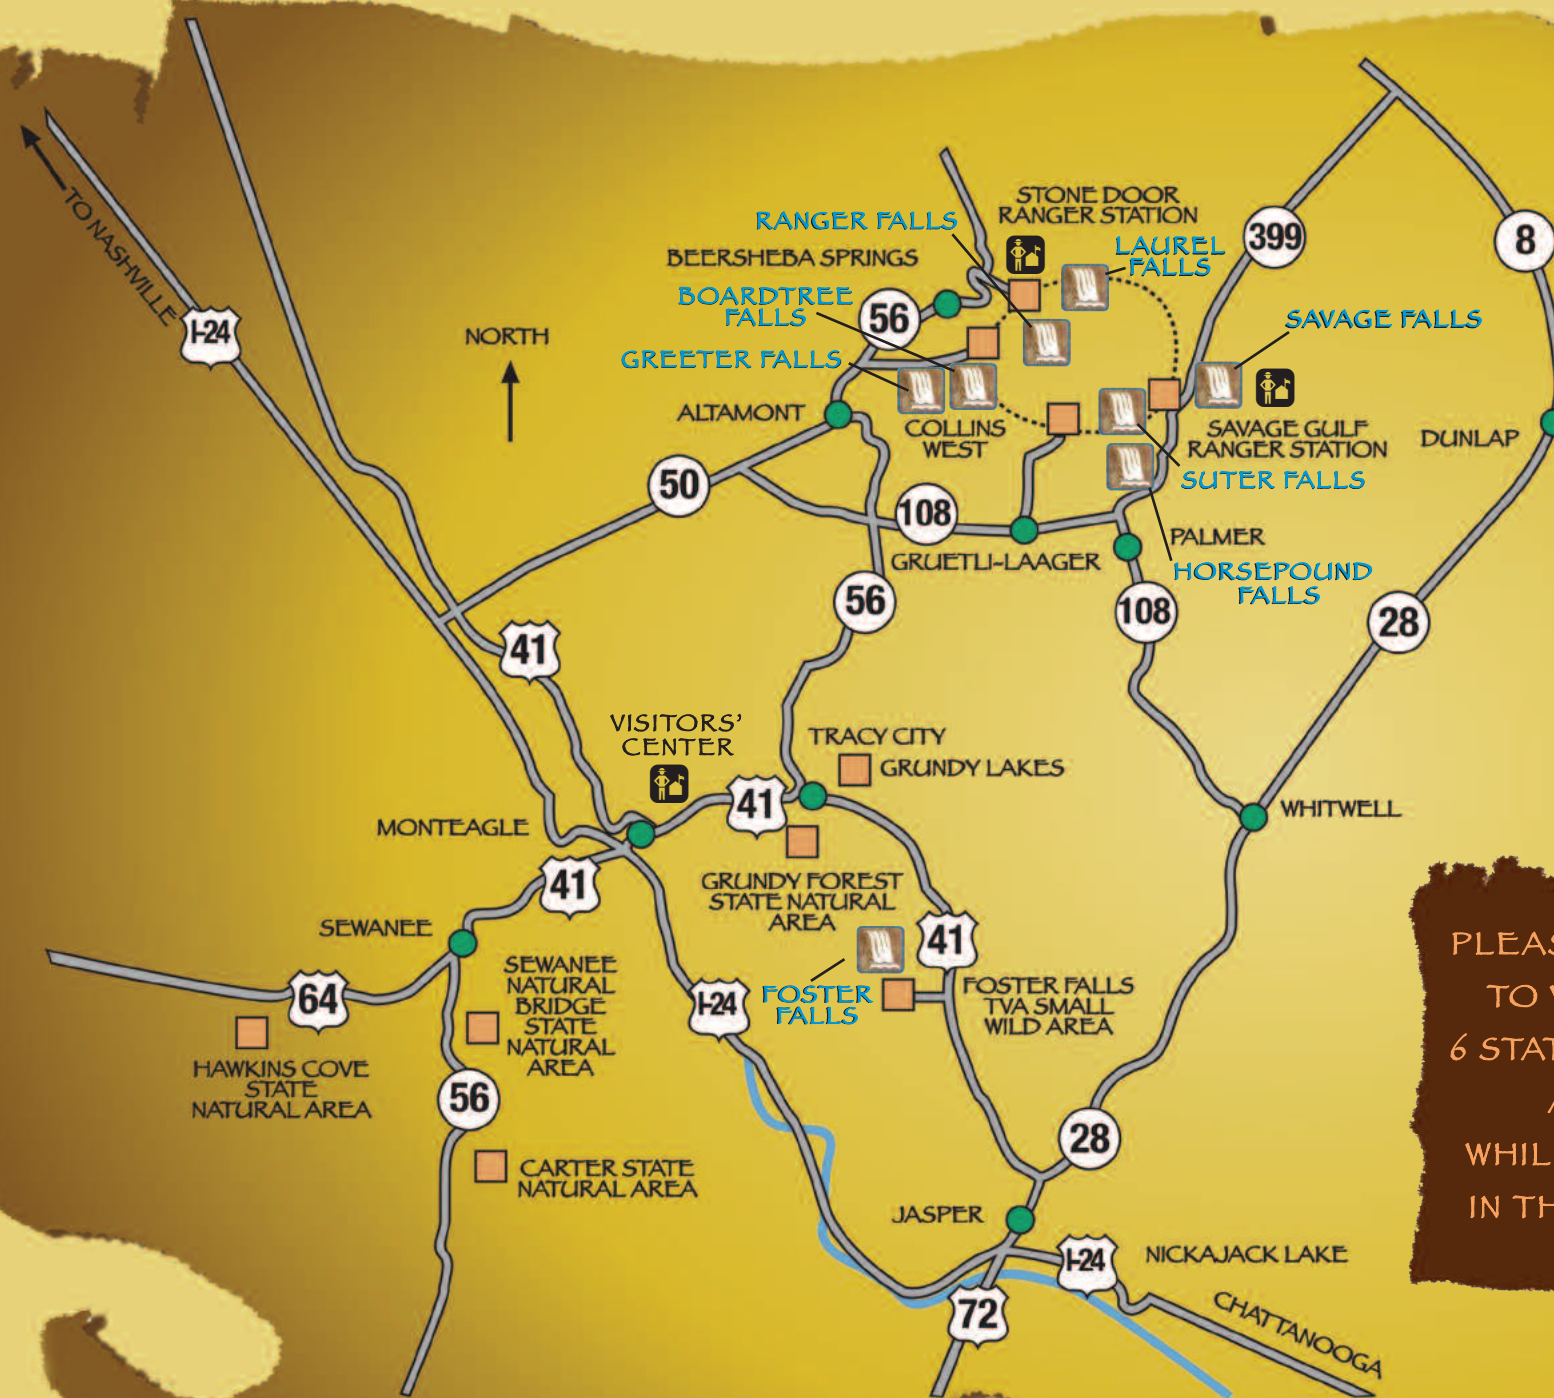 TO NASHVILLE
I-24
NORTH
STONE DOOR
RANGER STATION
RANGER FALLS
LAUREL
FALLS
BEERSHEBA SPRINGS
BOARDTREE
FALLS
56
GREETER FALLS
399
8
SAVAGE FALLS
ALTAMONT
COLLINS
WEST
SAVAGE GULF
RANGER STATION
DUNLAP
SUTER FALLS
50
108
GRUETLI-LAAGER
PALMER
HORSEPOUND
FALLS
56
108
28
41
VISITORS'
CENTER
TRACY CITY
GRUNDY LAKES
41
MONTEAGLE
WHITWELL
41
GRUNDY FOREST
STATE NATURAL
AREA
SEWANEE
41
64
SEWANEE
NATURAL
BRIDGE
STATE
NATURAL
AREA
I-24
FOSTER
FALLS
FOSTER FALLS
TVA SMALL
WILD AREA
HAWKINS COVE
STATE
NATURAL AREA
56
28
CARTER STATE
NATURAL AREA
JASPER
I-24
NICKAJACK LAKE
72
CHATTANOOGA
TO
6
IN